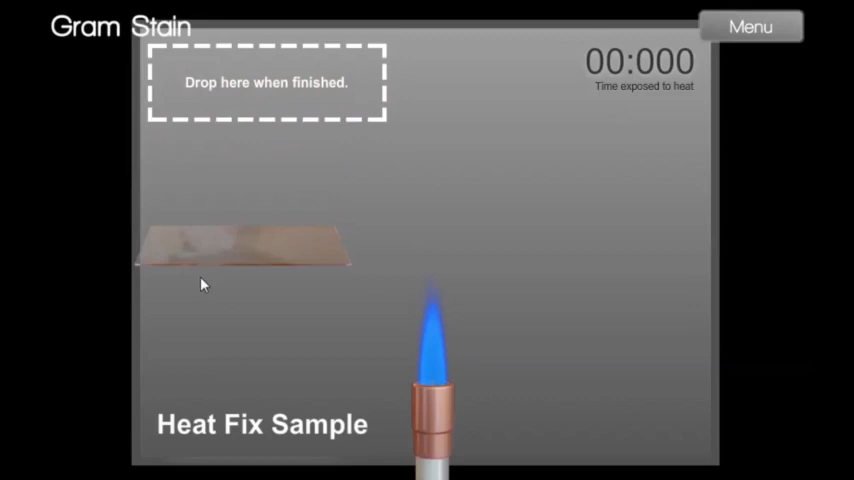 Gram Stain
Menu
Drop here when finished.
00:000
Time exposed to heat
Heat Fix Sample